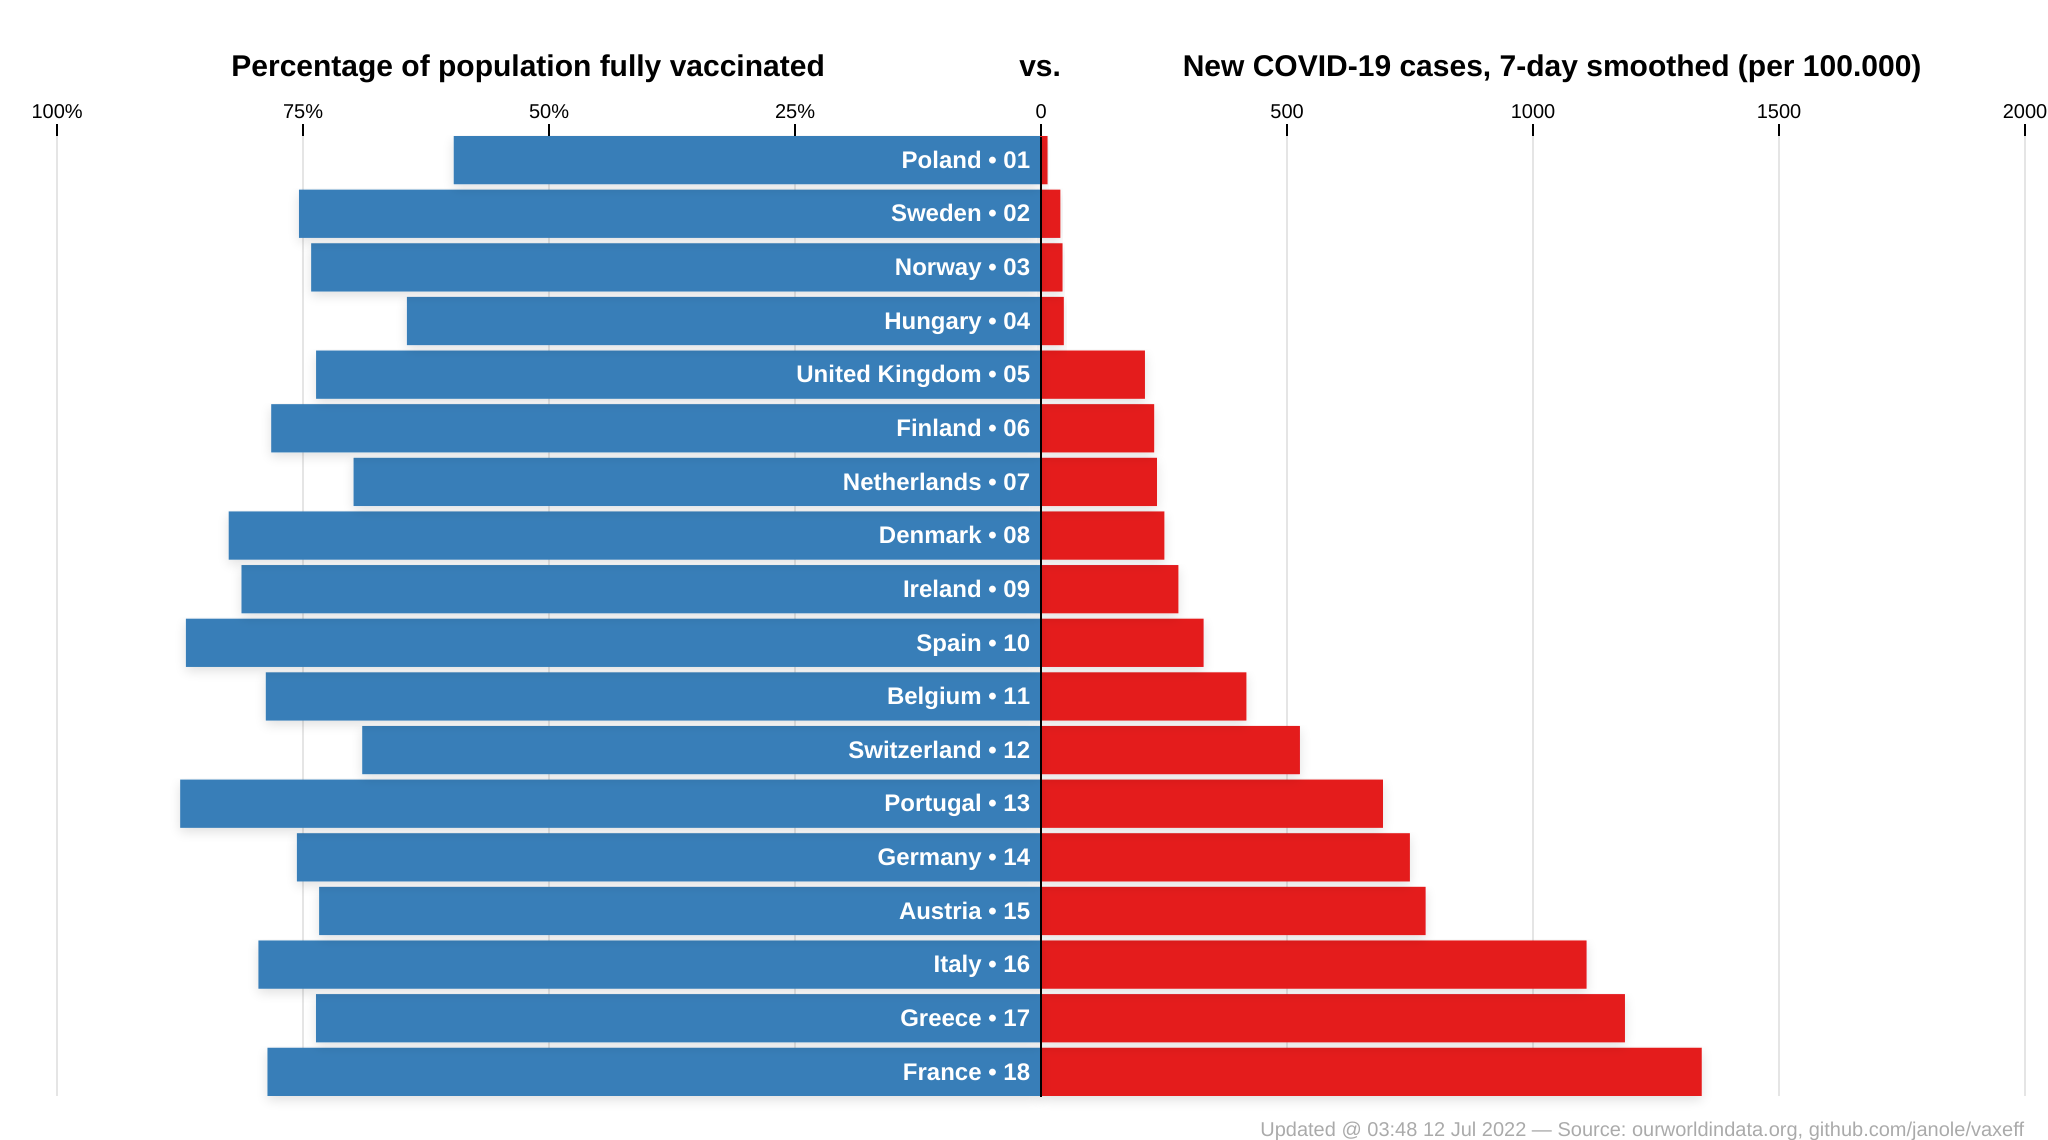 Percentage of population fully vaccinated vs. New COVID-19 cases, 7-day smoothed (per 100.000)
100% 75% 50% 25% 0 500 1000 1500 2000
Poland • 01
Sweden • 02
Norway • 03
Hungary • 04
United Kingdom • 05
Finland • 06
Netherlands • 07
Denmark • 08
Ireland • 09
Spain • 10
Belgium • 11
Switzerland • 12
Portugal • 13
Germany • 14
Austria • 15
Italy • 16
Greece • 17
France • 18
Updated @ 03:48 12 Jul 2022 — Source: ourworldindata.org, github.com/janole/vaxeff